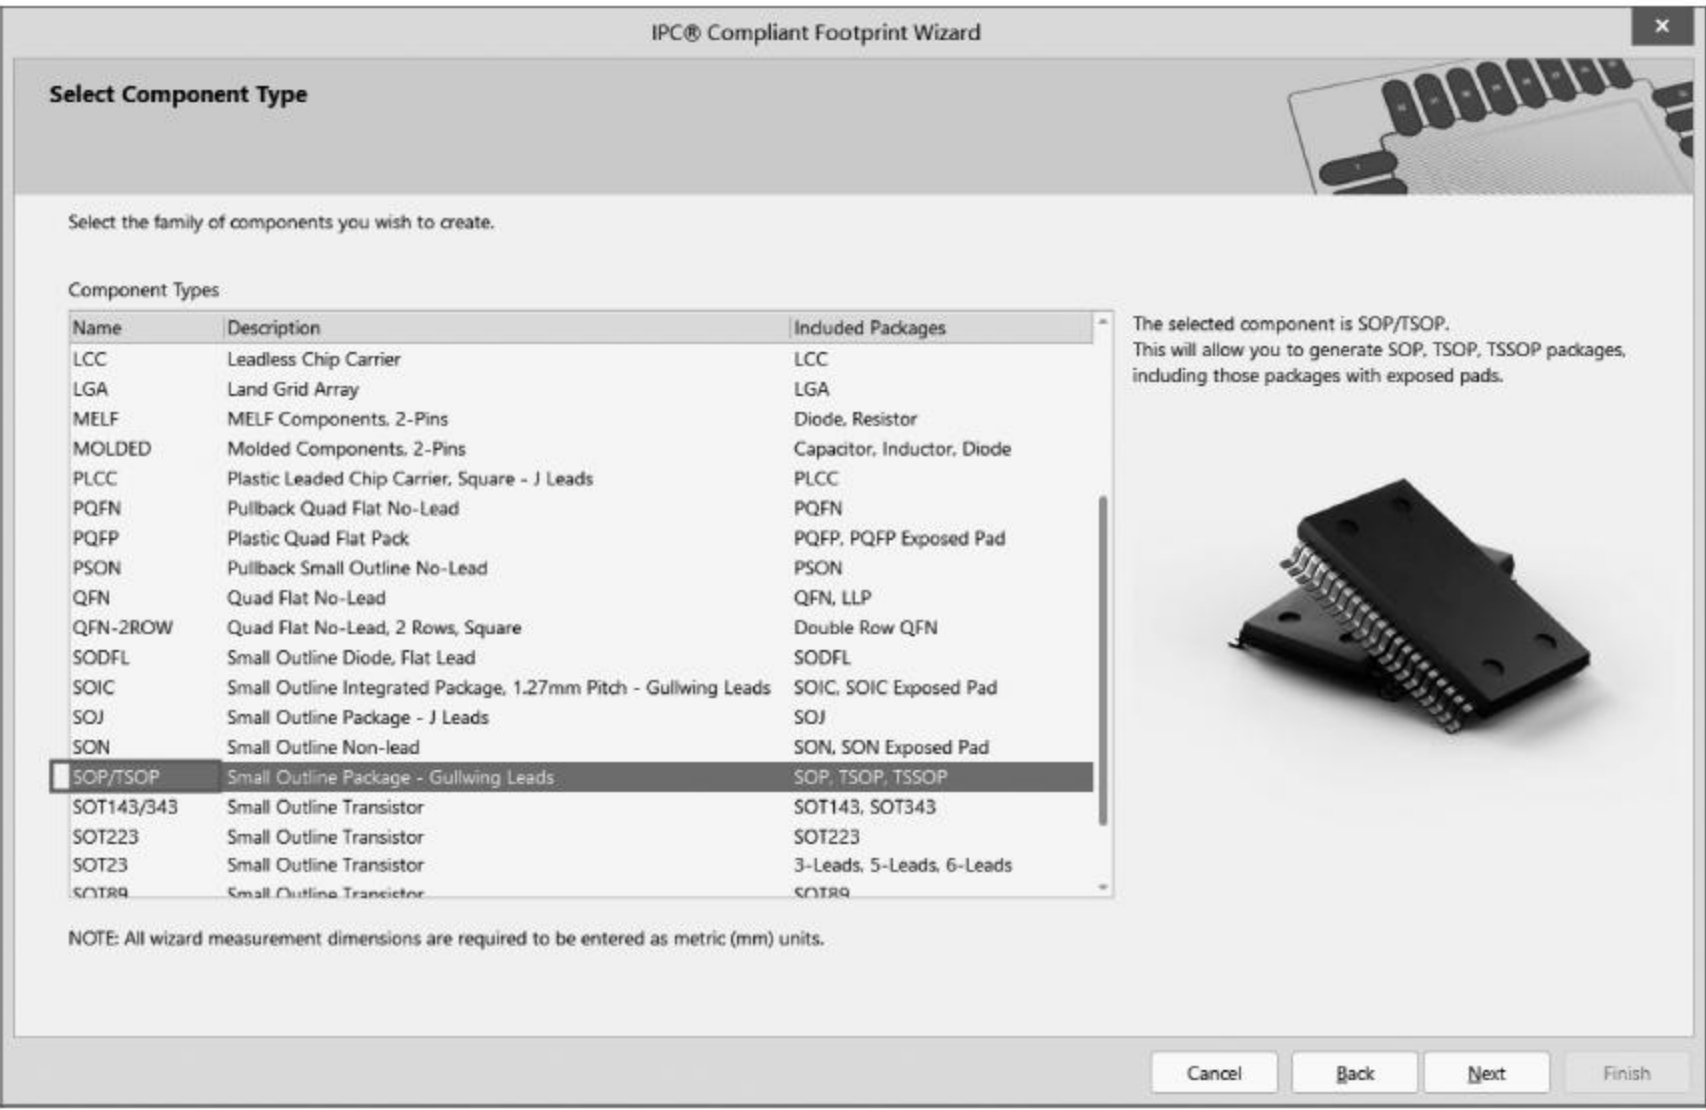 IPC® Compliant Footprint Wizard
Select Component Type
Select the family of components you wish to create.
Component Types
Name Description Included Packages
LCC Leadless Chip Carrier LCC
LGA Land Grid Array LGA
MELF MELF Components, 2-Pins Diode, Resistor
MOLDED Molded Components, 2-Pins Capacitor, Inductor, Diode
PLCC Plastic Leaded Chip Carrier, Square - J Leads PLCC
PQFN Pullback Quad Flat No-Lead PQFN
PQFP Plastic Quad Flat Pack PQFP, PQFP Exposed Pad
PSON Pullback Small Outline No-Lead PSON
QFN Quad Flat No-Lead QFN, LLP
QFN-2ROW Quad Flat No-Lead, 2 Rows, Square Double Row QFN
SODFL Small Outline Diode, Flat Lead SODFL
SOIC Small Outline Integrated Package, 1.27mm Pitch - Gullwing Leads SOIC, SOIC Exposed Pad
SOJ Small Outline Package - J Leads SOJ
SON Small Outline Non-lead SON, SON Exposed Pad
SOP/TSOP Small Outline Package - Gullwing Leads SOP, TSOP, TSSOP
SOT143/343 Small Outline Transistor SOT143, SOT343
SOT223 Small Outline Transistor SOT223
SOT23 Small Outline Transistor 3-Leads, 5-Leads, 6-Leads
SOT89 Small Outline Transistor SOT89
The selected component is SOP/TSOP.
This will allow you to generate SOP, TSOP, TSSOP packages,
including those packages with exposed pads.
NOTE: All wizard measurement dimensions are required to be entered as metric (mm) units.
Cancel Back Next Finish